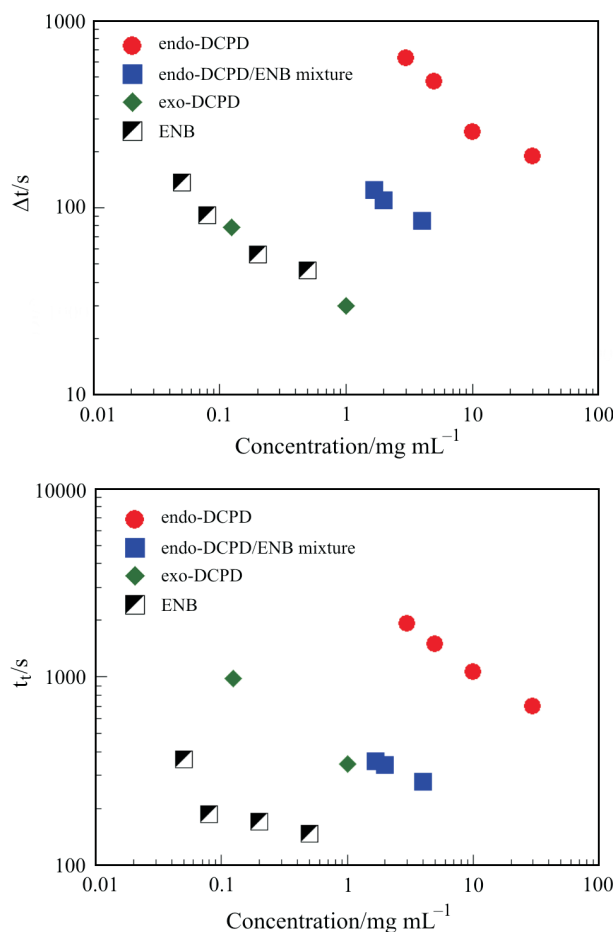 1000
endo-DCPD
endo-DCPD/ENB mixture
exo-DCPD
ENB
Δt/s
100
10
0.01 0.1 1 10 100
Concentration/mg mL⁻¹
10000
endo-DCPD
endo-DCPD/ENB mixture
exo-DCPD
ENB
tₜ/s
1000
100
0.01 0.1 1 10 100
Concentration/mg mL⁻¹